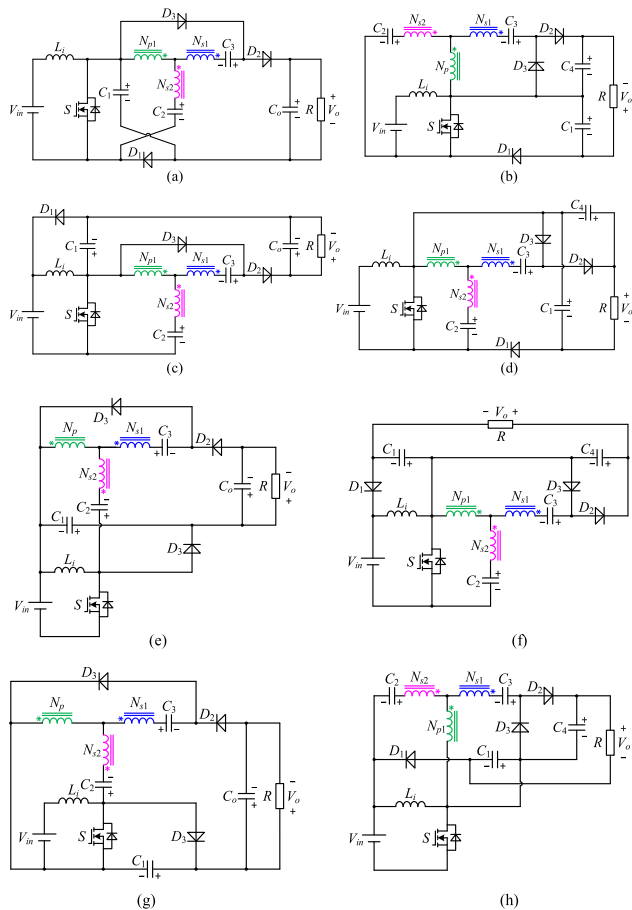 D3
Np1 * Ns1 * C3 D2
Li
− +
*
C1 + −
Ns2
Vin
S
C2 + −
Co + −
R + Vo −
D1
(a)
C2 Ns2 * Ns1 * C3 D2
− +
− +
*
Np
D3
C4 + −
Li
R + Vo −
Vin
S
C1 + −
D1
(b)
D1
C1 − +
D3
Co − +
R − Vo +
Li Np1 * Ns1 * C3 D2
− +
*
Vin
S
Ns2
C2 + −
(c)
C4
− +
D3
Li Np1 * Ns1 * C3 D2
− +
*
Vin
S
Ns2
C2 + −
C1 + −
R + Vo −
D1
(d)
D3
* Np * Ns1 C3 D2
+ −
Ns2
*
C2 − +
Co − +
R − Vo +
C1
− +
D3
Li
Vin
S
(e)
− Vo +
R
C1
− +
C4
− +
D1
D3
Li Np1 * Ns1 * C3 D2
− +
*
Vin
S
Ns2
C2 + −
(f)
D3
* Np * Ns1 C3 D2
+ −
Ns2
*
C2 − +
Li
Vin
S
D3
Co − +
R − Vo +
C1
− +
(g)
C2 Ns2 * Ns1 * C3 D2
− +
− +
*
Np1
D3
C4 + −
R + Vo −
D1
C1
− +
Li
Vin
S
(h)